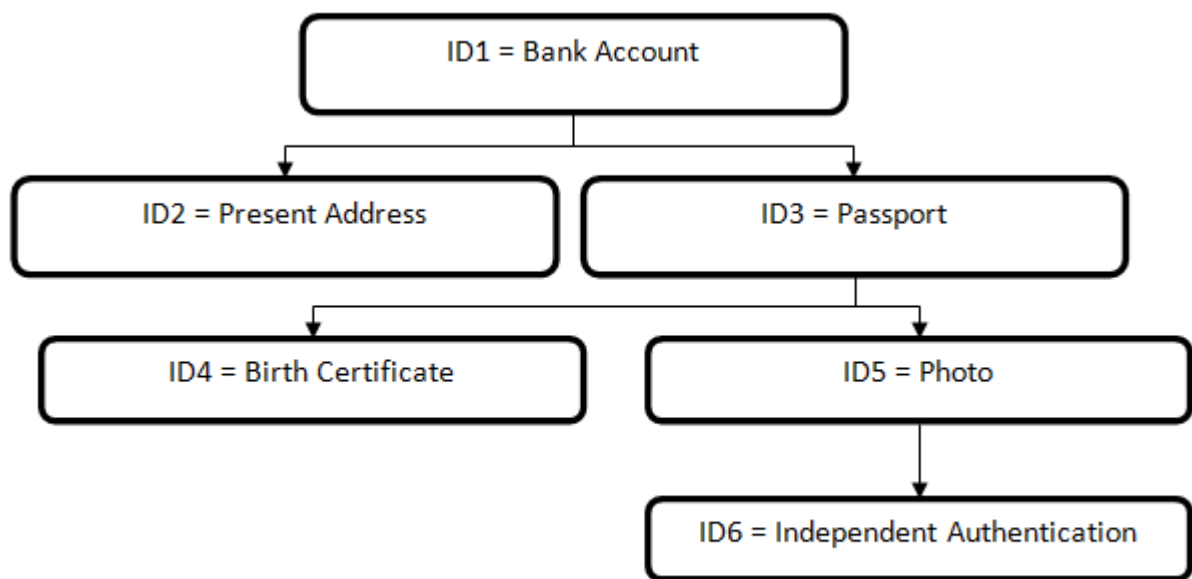 ID1 = Bank Account
ID2 = Present Address
ID3 = Passport
ID4 = Birth Certificate
ID5 = Photo
ID6 = Independent Authentication